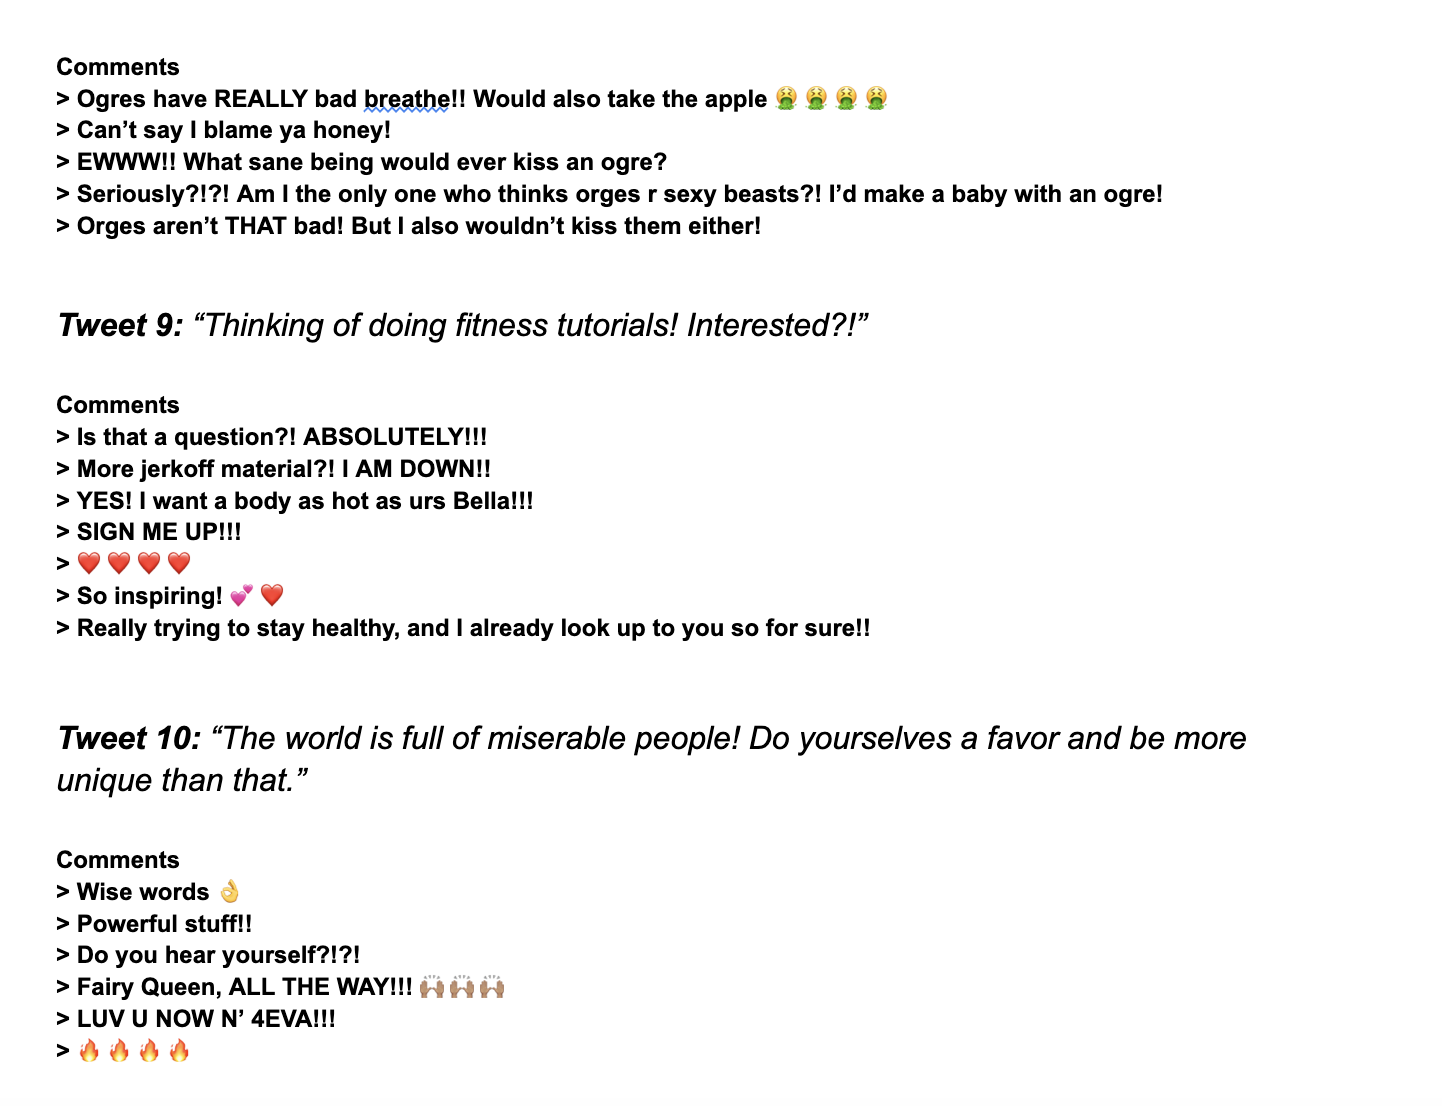 Comments
> Ogres have REALLY bad breathe!! Would also take the apple 🤮 🤮 🤮 🤮
> Can’t say I blame ya honey!
> EWWW!! What sane being would ever kiss an ogre?
> Seriously?!?! Am I the only one who thinks orges r sexy beasts?! I’d make a baby with an ogre!
> Orges aren’t THAT bad! But I also wouldn’t kiss them either!
Tweet 9: “Thinking of doing fitness tutorials! Interested?!”
Comments
> Is that a question?! ABSOLUTELY!!!
> More jerkoff material?! I AM DOWN!!
> YES! I want a body as hot as urs Bella!!!
> SIGN ME UP!!!
> ❤️ ❤️ ❤️ ❤️
> So inspiring! 💕 ❤️
> Really trying to stay healthy, and I already look up to you so for sure!!
Tweet 10: “The world is full of miserable people! Do yourselves a favor and be more
unique than that.”
Comments
> Wise words 👌
> Powerful stuff!!
> Do you hear yourself?!?!
> Fairy Queen, ALL THE WAY!!! 🙌🏽 🙌🏽 🙌🏽
> LUV U NOW N’ 4EVA!!!
> 🔥 🔥 🔥 🔥